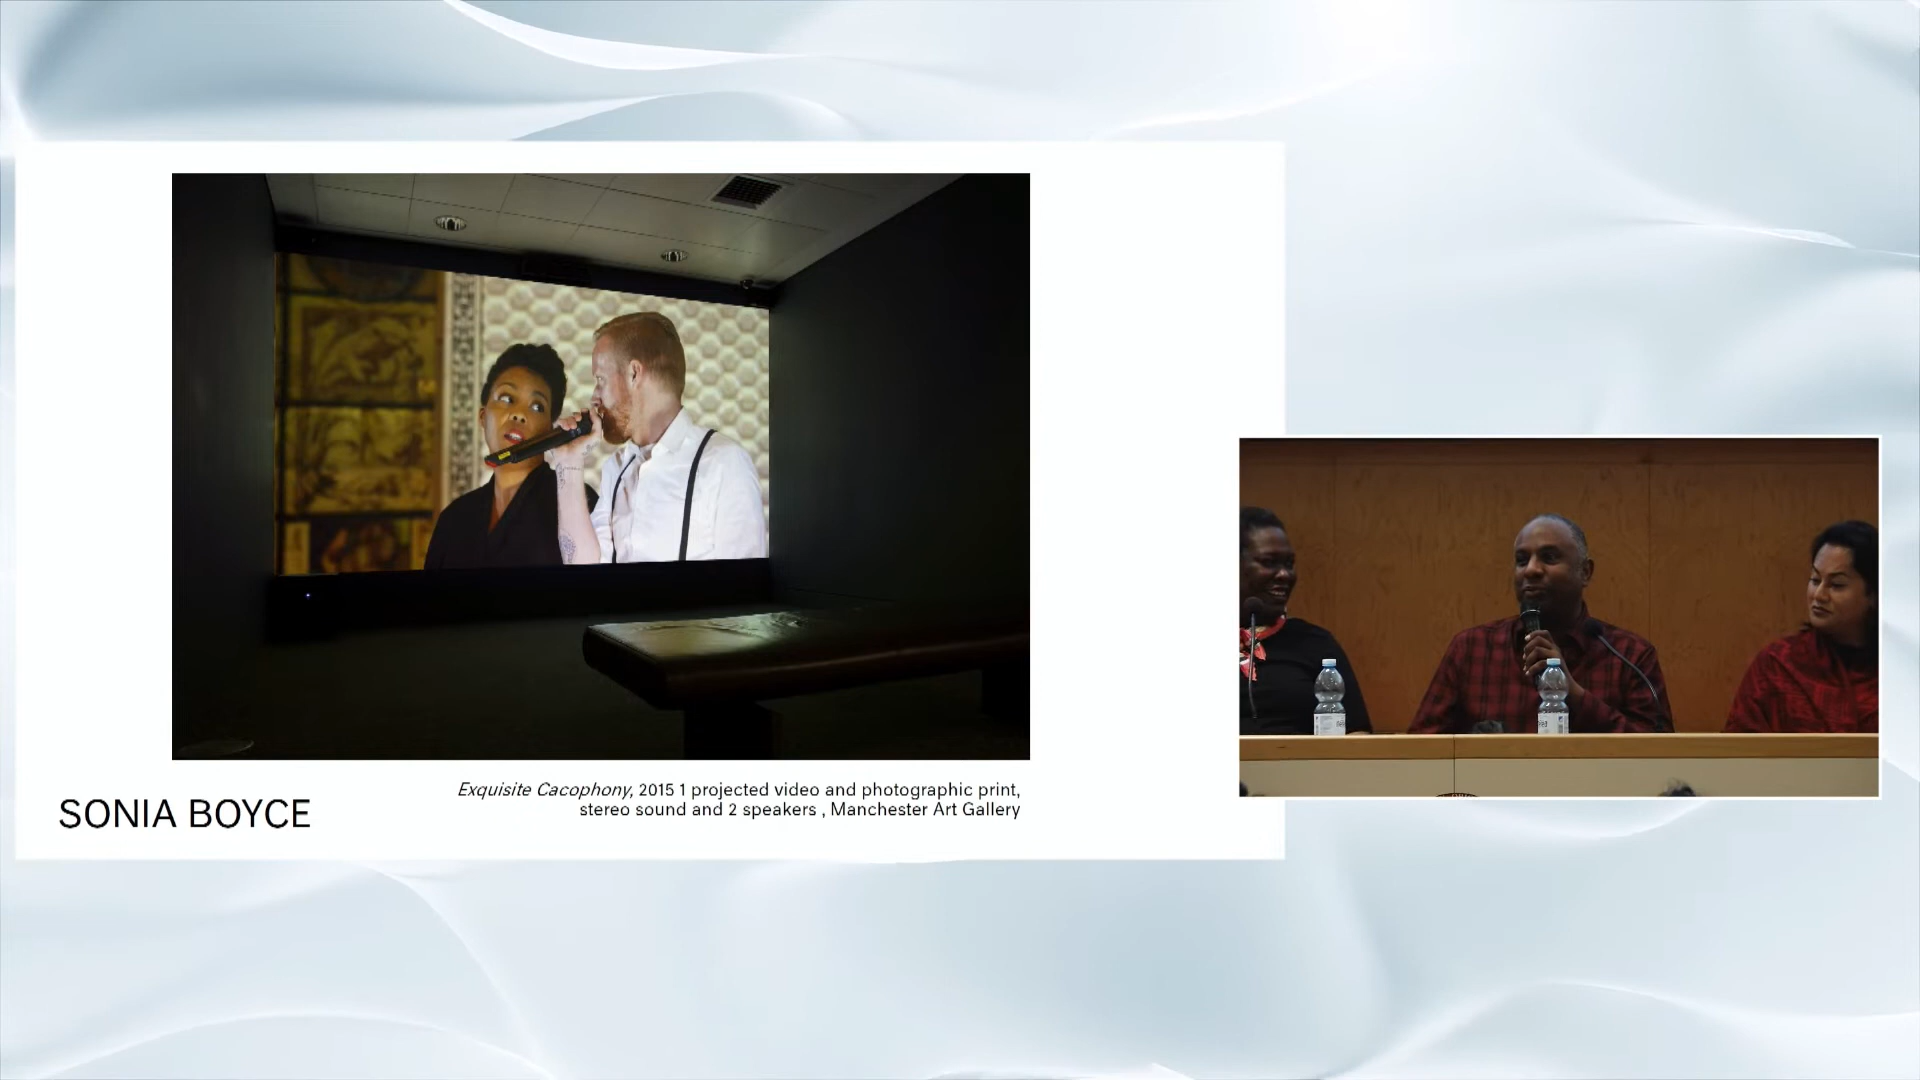 SONIA BOYCE
Exquisite Cacophony, 2015 1 projected video and photographic print,
stereo sound and 2 speakers , Manchester Art Gallery